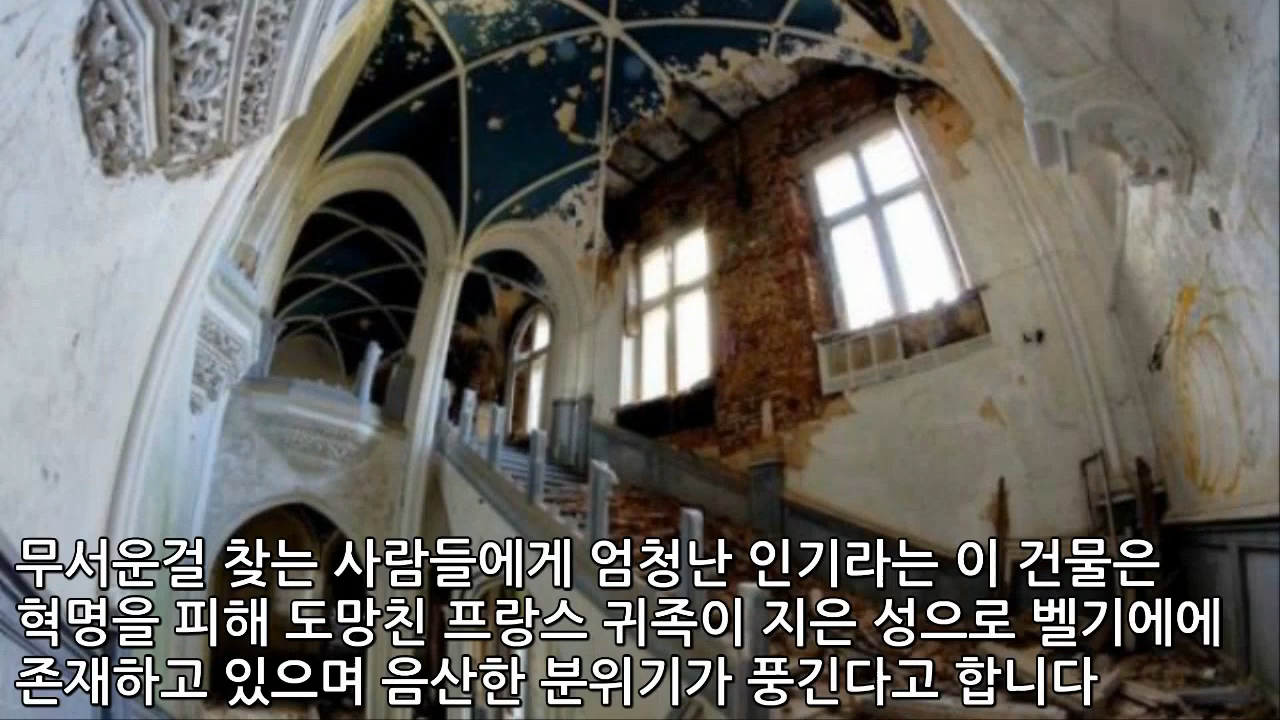 무서운걸 찾는 사람들에게 엄청난 인기라는 이 건물은
혁명을 피해 도망친 프랑스 귀족이 지은 성으로 벨기에에
존재하고 있으며 음산한 분위기가 풍긴다고 합니다